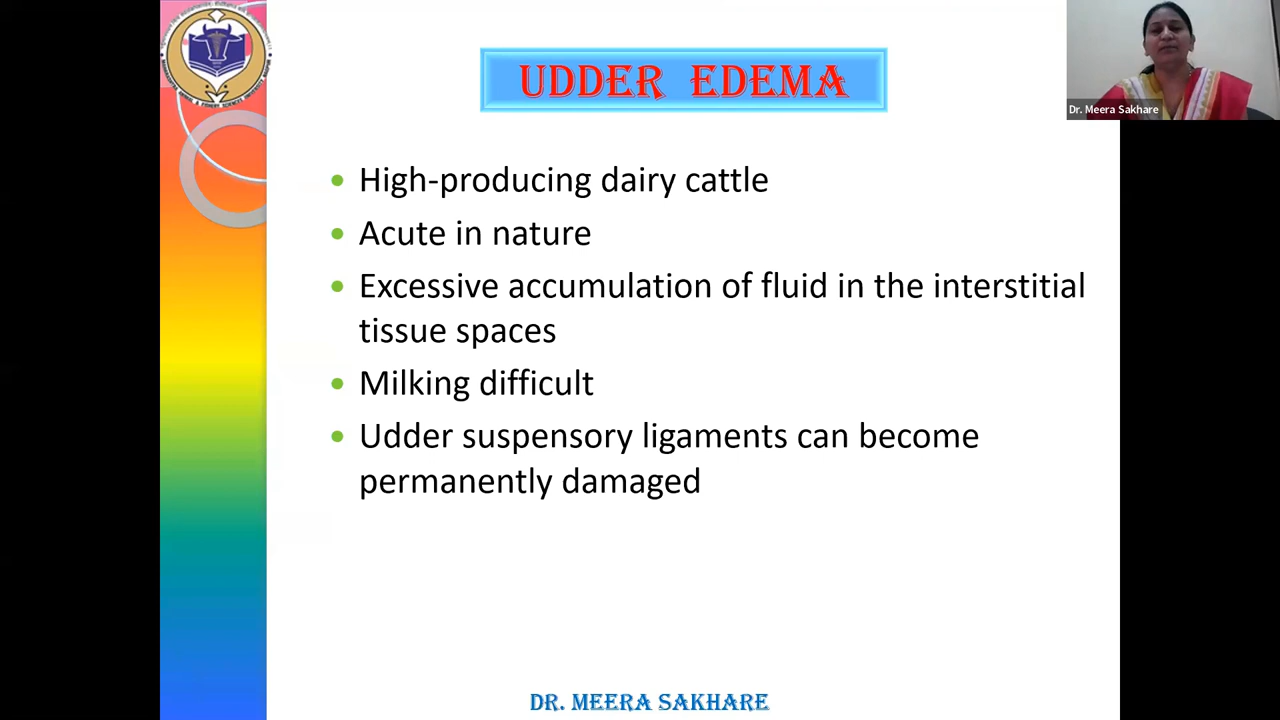 UDDER EDEMA
Dr. Meera Sakhare
• High-producing dairy cattle
• Acute in nature
• Excessive accumulation of fluid in the interstitial
tissue spaces
• Milking difficult
• Udder suspensory ligaments can become
permanently damaged
DR. MEERA SAKHARE